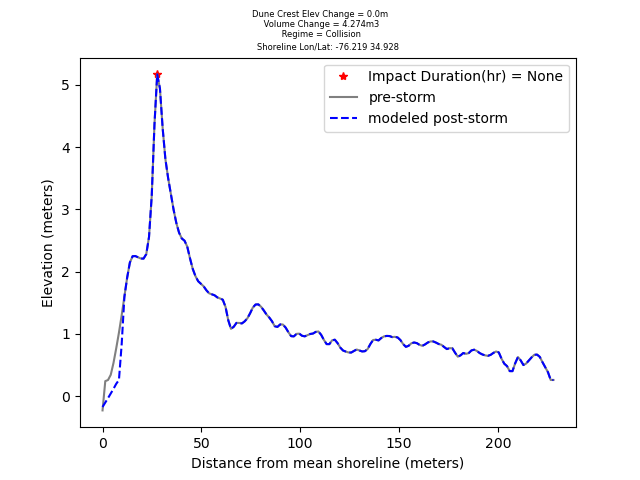 Dune Crest Elev Change = 0.0m
Volume Change = 4.274m3
Regime = Collision
Shoreline Lon/Lat: -76.219 34.928
Impact Duration(hr) = None
pre-storm
modeled post-storm
5
4
3
2
1
0
Elevation (meters)
0 50 100 150 200
Distance from mean shoreline (meters)